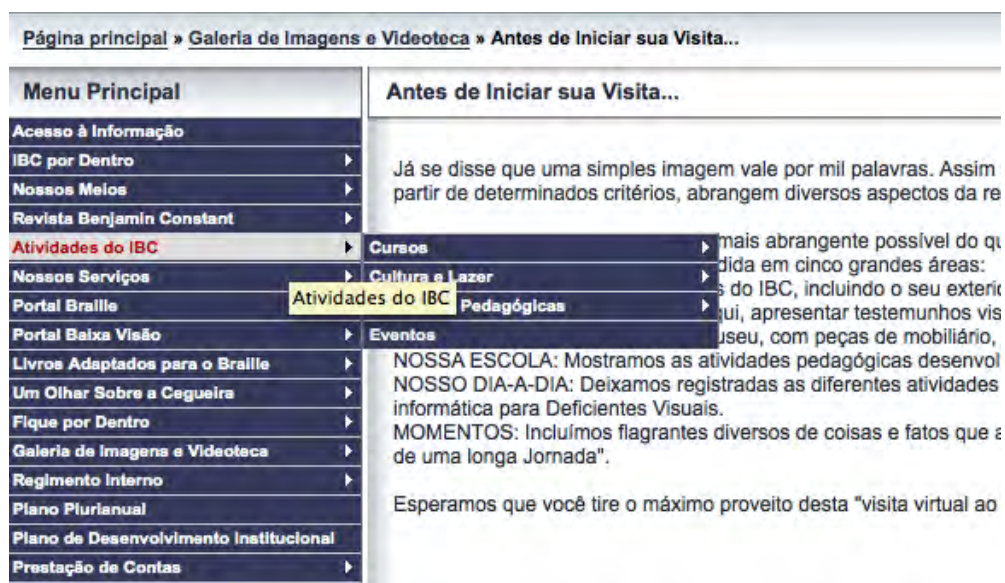 Página principal » Galeria de Imagens e Videoteca » Antes de Iniciar sua Visita...
Menu Principal
Acesso à Informação
IBC por Dentro
Nossos Meios
Revista Benjamin Constant
Atividades do IBC
Nossos Serviços
Portal Braille
Portal Baixa Visão
Livros Adaptados para o Braille
Um Olhar Sobre a Cegueira
Fique por Dentro
Galeria de Imagens e Videoteca
Regimento Interno
Plano Plurianual
Plano de Desenvolvimento Institucional
Prestação de Contas
Cursos
Cultura e Lazer
Pedagógicas
Eventos
Atividades do IBC
Antes de Iniciar sua Visita...
Já se disse que uma simples imagem vale por mil palavras. Assim
partir de determinados critérios, abrangem diversos aspectos da re
mais abrangente possível do qu
dida em cinco grandes áreas:
s do IBC, incluindo o seu exterio
qui, apresentar testemunhos vis
useu, com peças de mobiliário,
NOSSA ESCOLA: Mostramos as atividades pedagógicas desenvol
NOSSO DIA-A-DIA: Deixamos registradas as diferentes atividades
informática para Deficientes Visuais.
MOMENTOS: Incluímos flagrantes diversos de coisas e fatos que a
de uma longa Jornada".
Esperamos que você tire o máximo proveito desta "visita virtual ao